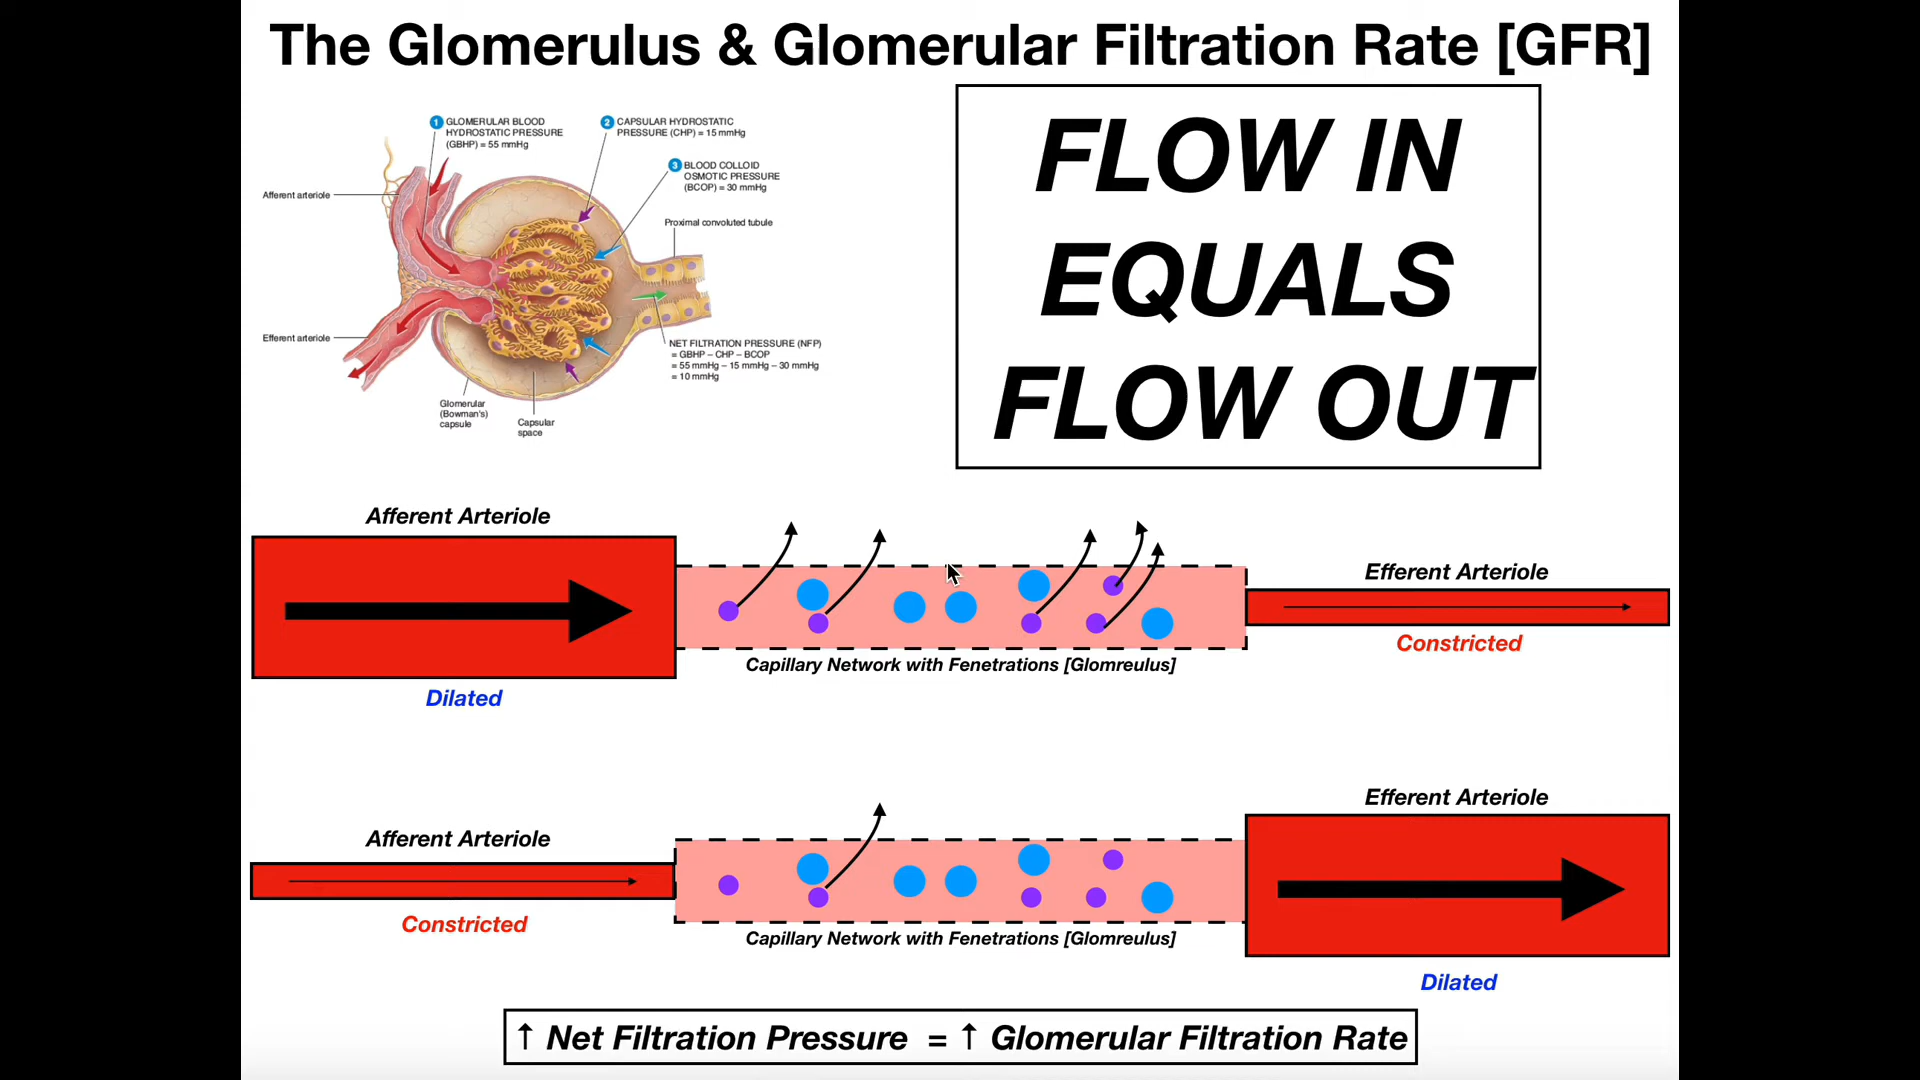 The Glomerulus & Glomerular Filtration Rate [GFR]
1 GLOMERULAR BLOOD
HYDROSTATIC PRESSURE
(GBHP) = 55 mmHg
2 CAPSULAR HYDROSTATIC
PRESSURE (CHP) = 15 mmHg
3 BLOOD COLLOID
OSMOTIC PRESSURE
(BCOP) = 30 mmHg
Afferent arteriole
Proximal convoluted tubule
Efferent arteriole
NET FILTRATION PRESSURE (NFP)
= GBHP – CHP – BCOP
= 55 mmHg – 15 mmHg – 30 mmHg
= 10 mmHg
Glomerular
(Bowman's)
capsule
Capsular
space
FLOW IN
EQUALS
FLOW OUT
Afferent Arteriole
Efferent Arteriole
Constricted
Capillary Network with Fenetrations [Glomreulus]
Dilated
Efferent Arteriole
Afferent Arteriole
Constricted
Capillary Network with Fenetrations [Glomreulus]
Dilated
↑ Net Filtration Pressure = ↑ Glomerular Filtration Rate